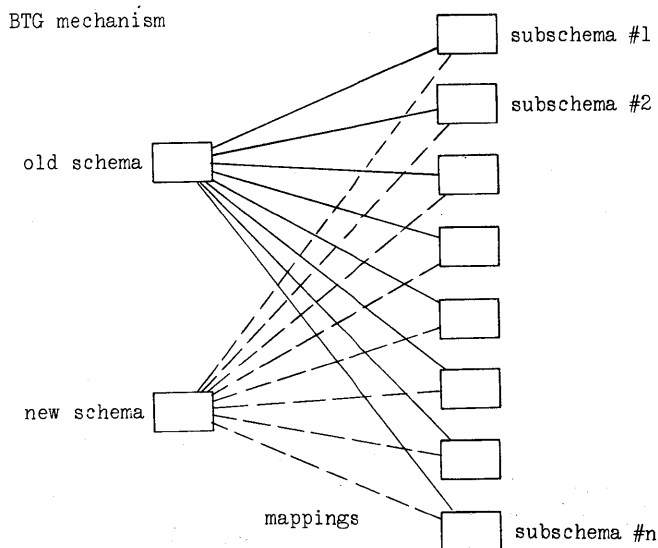 BTG mechanism
subschema #1
subschema #2
old schema
new schema
mappings
subschema #n